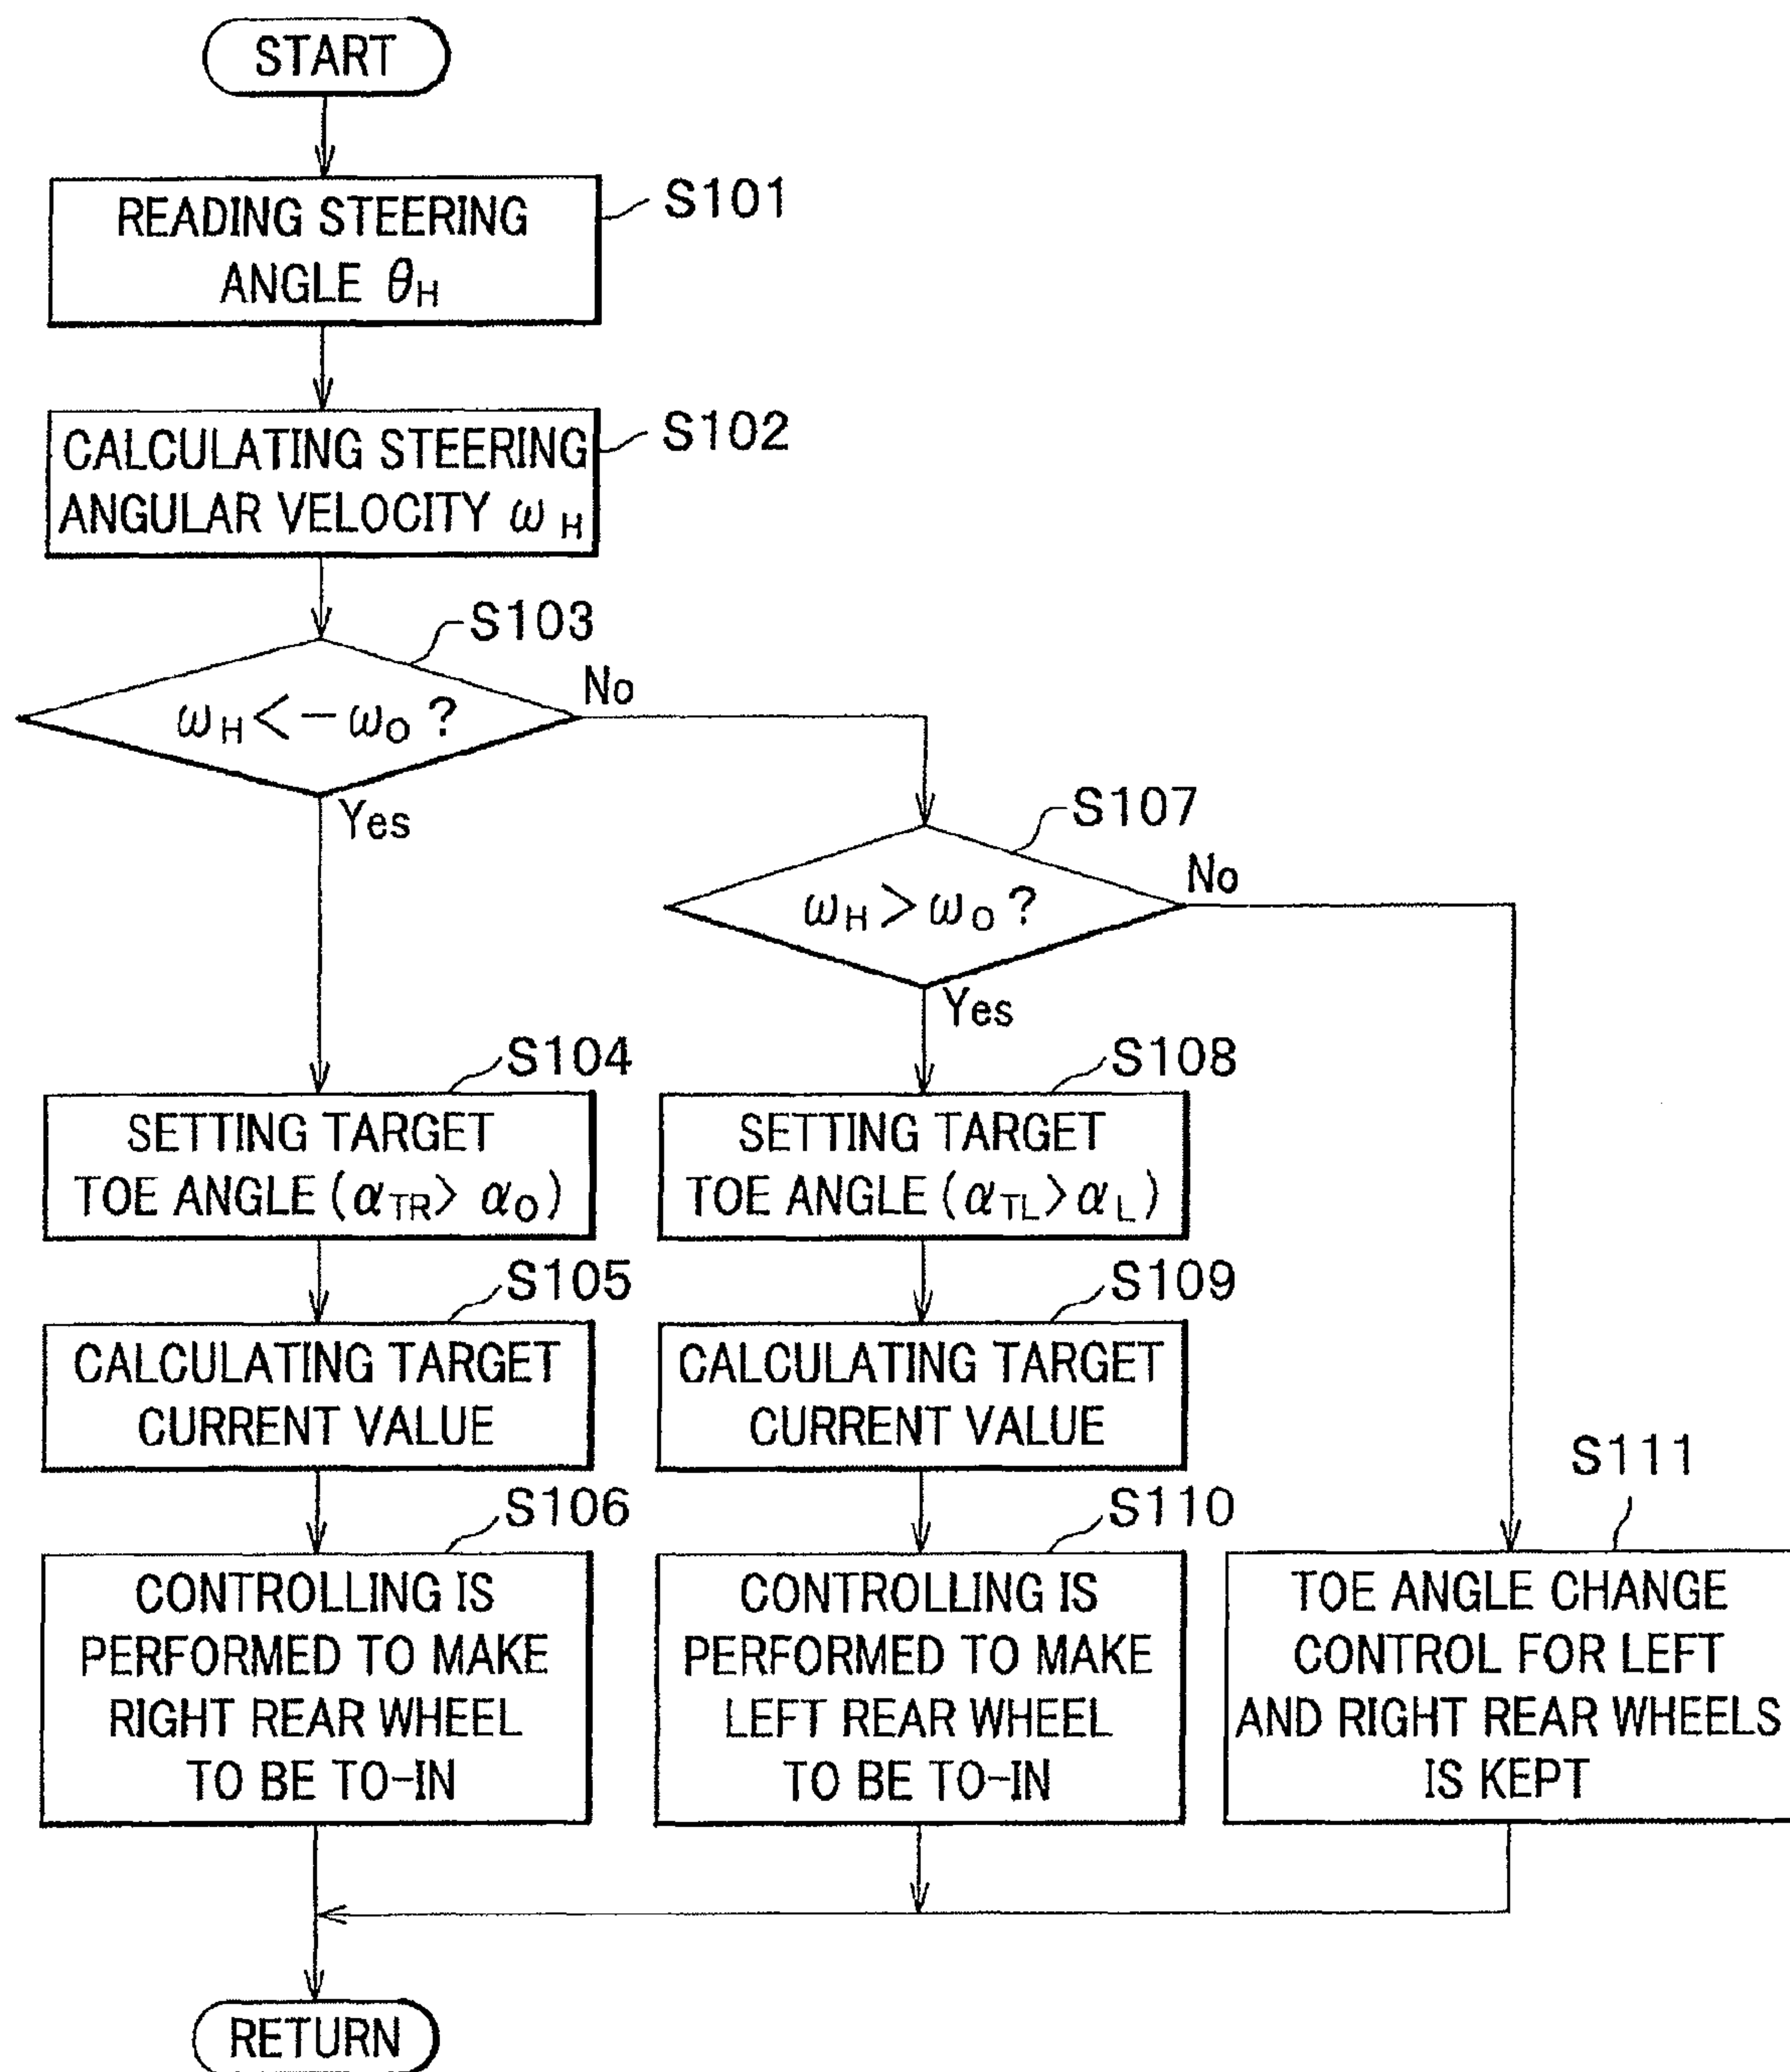 START
S101
READING STEERING
ANGLE θH
S102
CALCULATING STEERING
ANGULAR VELOCITY ωH
S103
ωH < −ωO ?
No
Yes
S107
ωH > ωO ?
No
Yes
S104
SETTING TARGET
TOE ANGLE (αTR > αO)
S108
SETTING TARGET
TOE ANGLE (αTL > αL)
S105
CALCULATING TARGET
CURRENT VALUE
S109
CALCULATING TARGET
CURRENT VALUE
S106
CONTROLLING IS
PERFORMED TO MAKE
RIGHT REAR WHEEL
TO BE TO-IN
S110
CONTROLLING IS
PERFORMED TO MAKE
LEFT REAR WHEEL
TO BE TO-IN
S111
TOE ANGLE CHANGE
CONTROL FOR LEFT
AND RIGHT REAR WHEELS
IS KEPT
RETURN